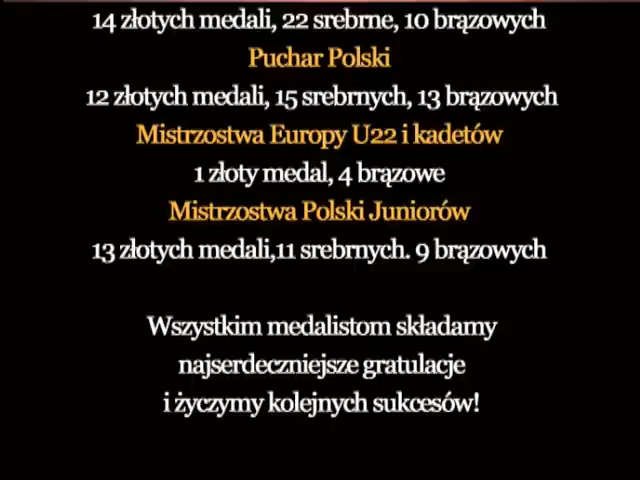 14 złotych medali, 22 srebrne, 10 brązowych
Puchar Polski
12 złotych medali, 15 srebrnych, 13 brązowych
Mistrzostwa Europy U22 i kadetów
1 złoty medal, 4 brązowe
Mistrzostwa Polski Juniorów
13 złotych medali,11 srebrnych. 9 brązowych
Wszystkim medalistom składamy
najserdeczniejsze gratulacje
i życzymy kolejnych sukcesów!